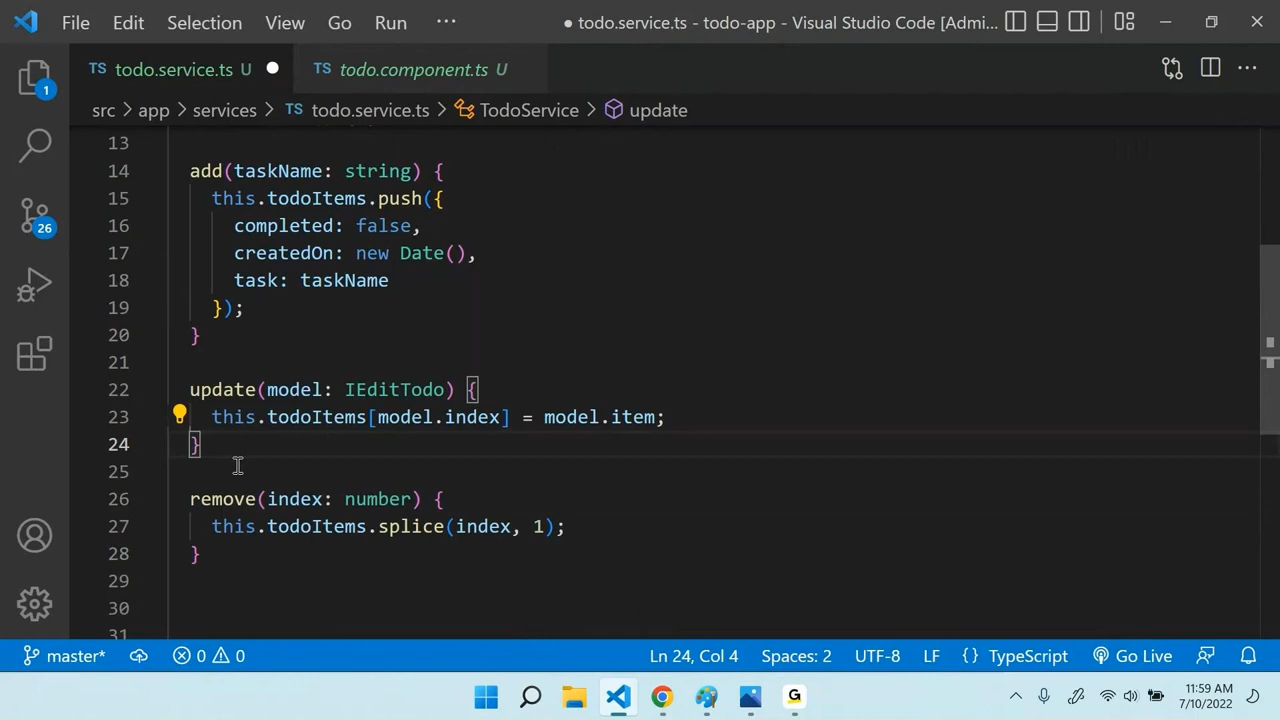 File Edit Selection View Go Run ··· ● todo.service.ts - todo-app - Visual Studio Code [Admi...
TS todo.service.ts U ● TS todo.component.ts U
src > app > services > TS todo.service.ts > TodoService > update
1
26
13
14 add(taskName: string) {
15 this.todoItems.push({
16 completed: false,
17 createdOn: new Date(),
18 task: taskName
19 });
20 }
21
22 update(model: IEditTodo) {
23 this.todoItems[model.index] = model.item;
24 }
25
26 remove(index: number) {
27 this.todoItems.splice(index, 1);
28 }
29
30
31
master* 0 0 Ln 24, Col 4 Spaces: 2 UTF-8 LF {} TypeScript Go Live
G 11:59 AM
7/10/2022